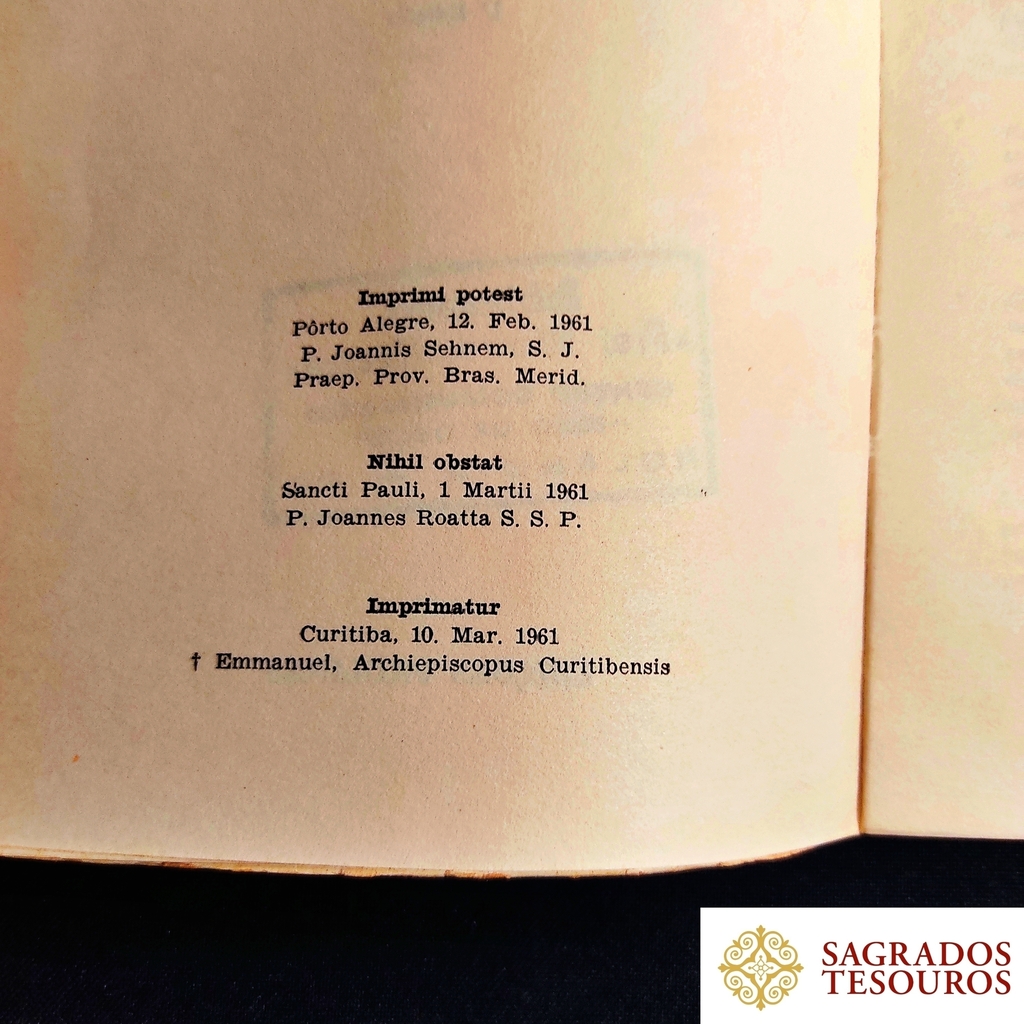 Imprimi potest
Pôrto Alegre, 12. Feb. 1961
P. Joannis Sehnem, S. J.
Praep. Prov. Bras. Merid.
Nihil obstat
Sancti Pauli, 1 Martii 1961
P. Joannes Roatta S. S. P.
Imprimatur
Curitiba, 10. Mar. 1961
† Emmanuel, Archiepiscopus Curitibensis
SAGRADOS
TESOUROS